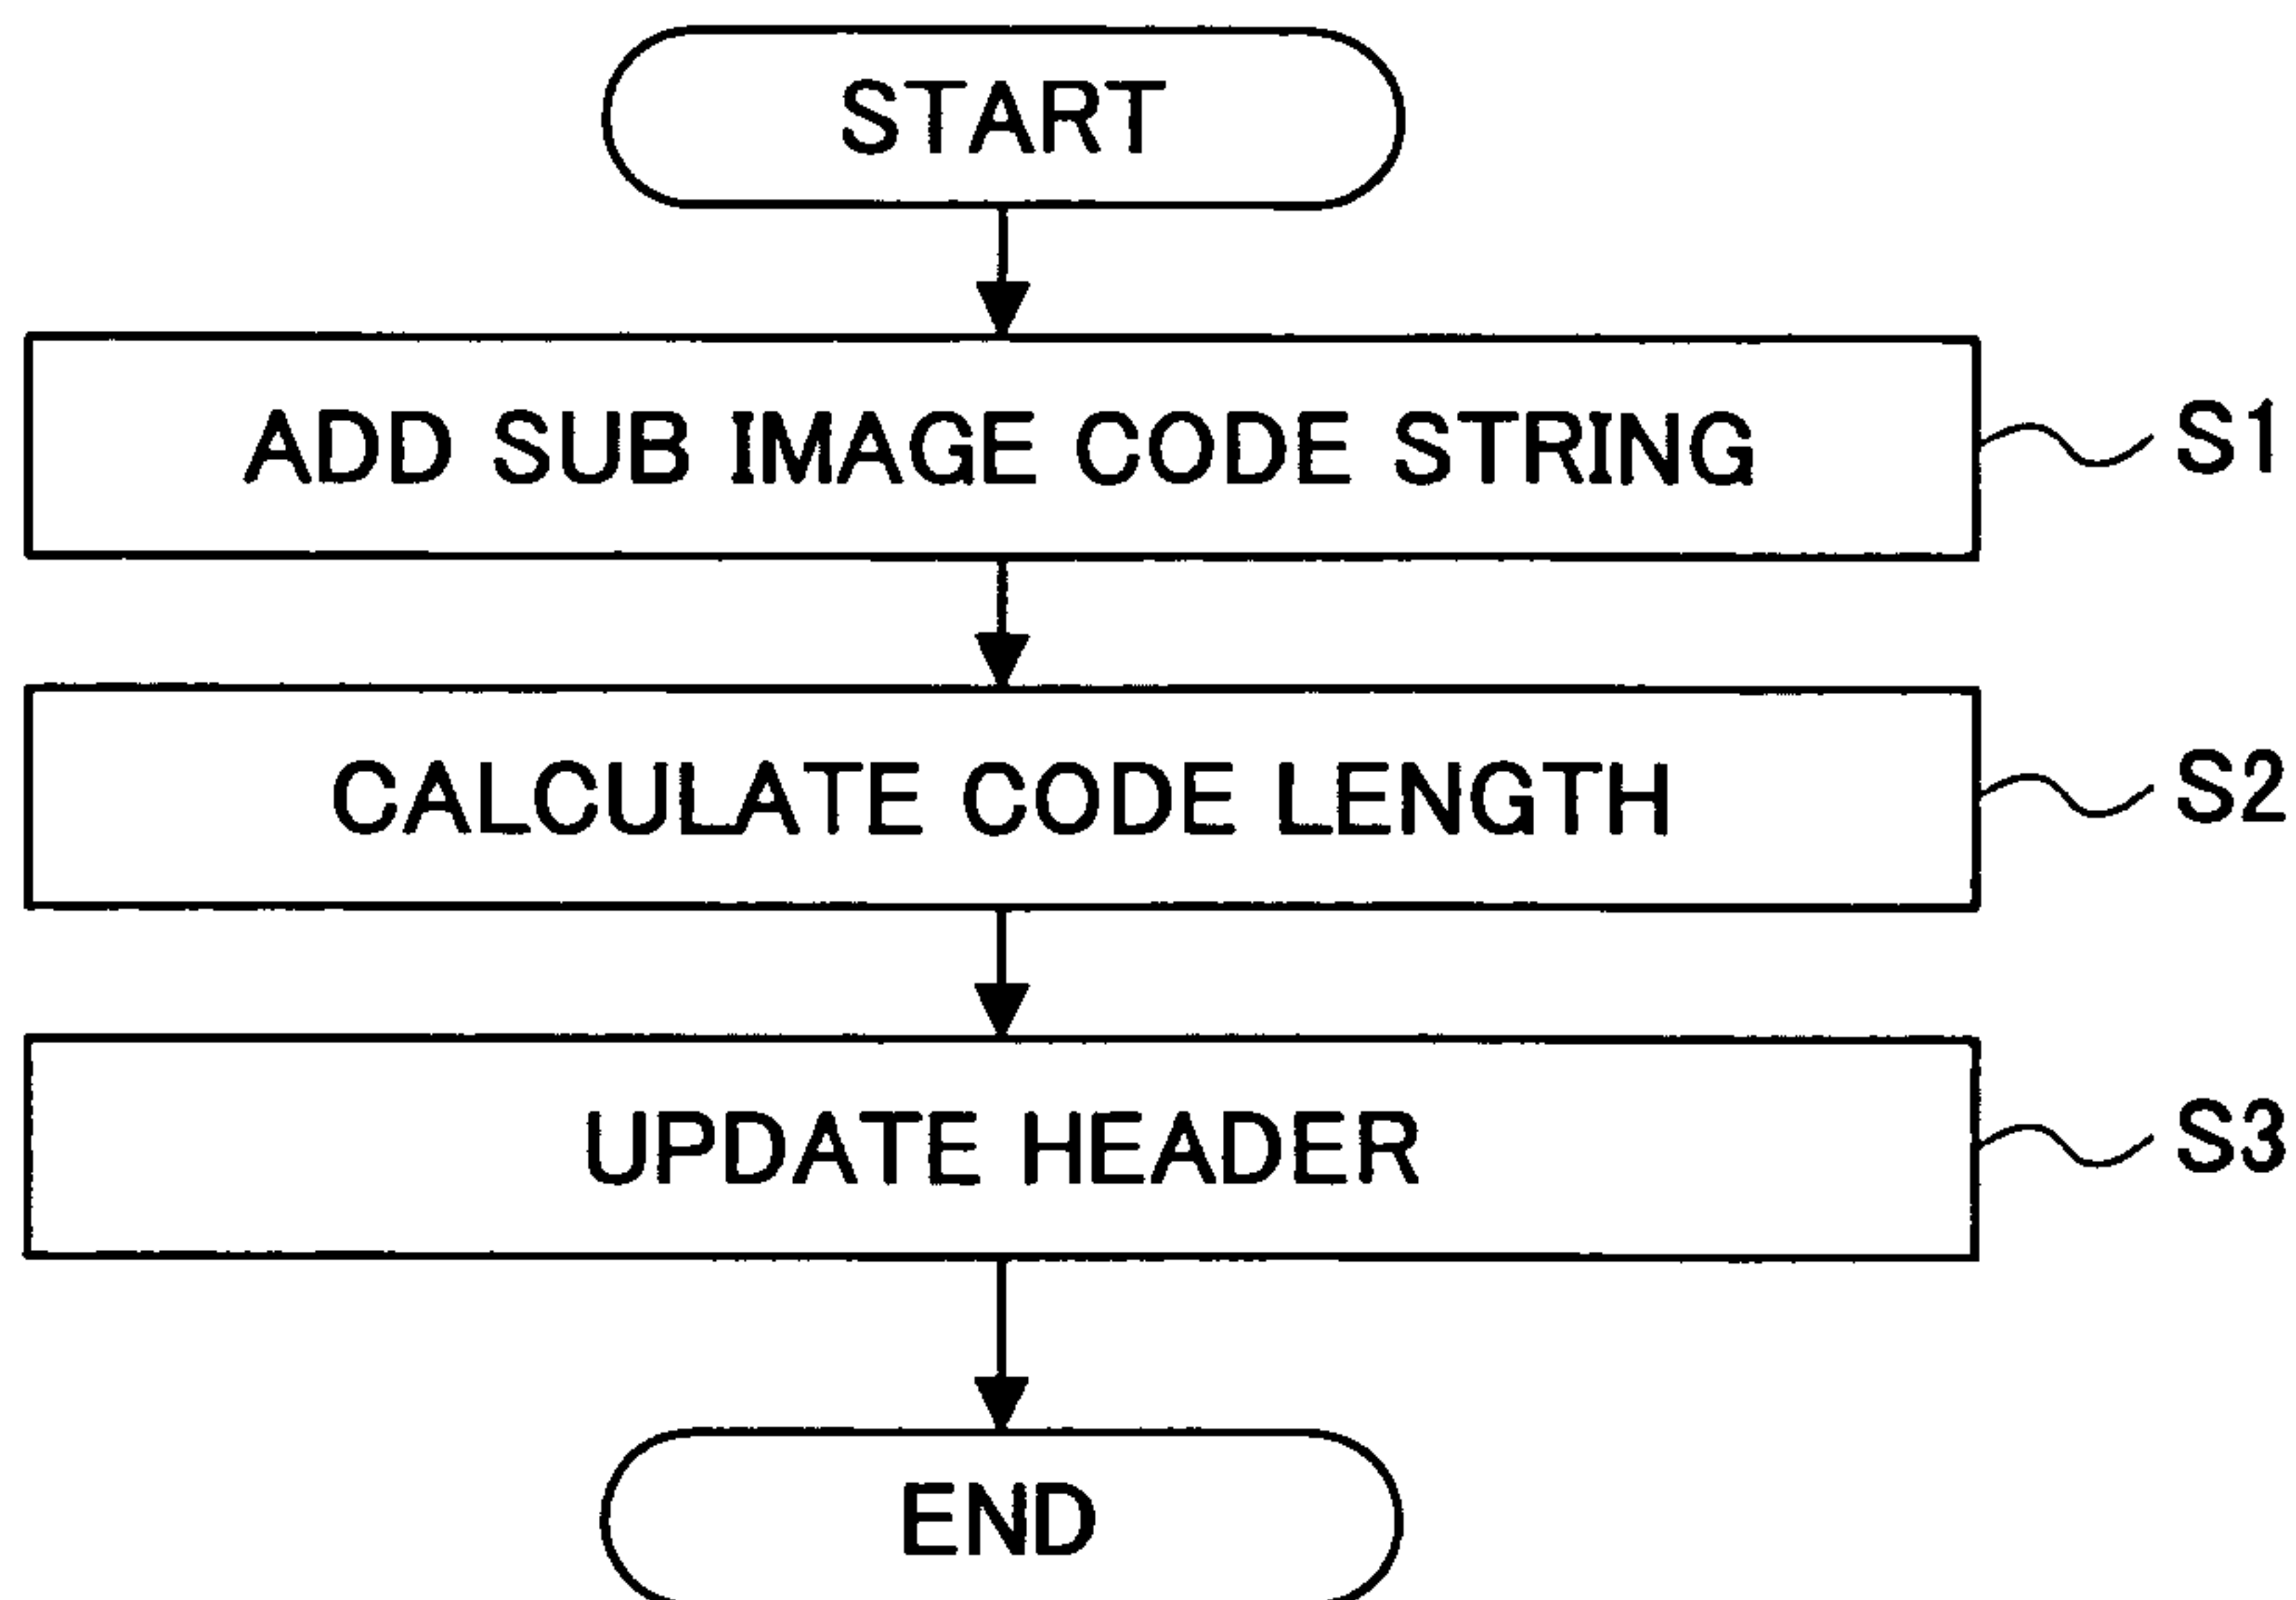 START
ADD SUB IMAGE CODE STRING
S1
CALCULATE CODE LENGTH
S2
UPDATE HEADER
S3
END